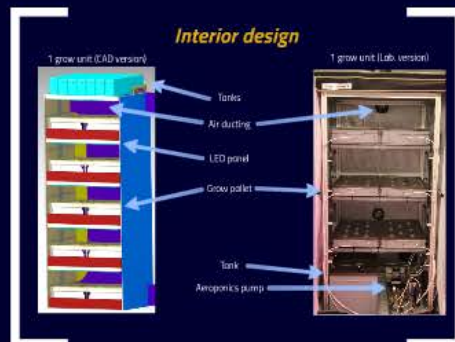 Interior design
1 grow unit (CAD version)
1 grow unit (Lab. version)
Tanks
Air ducting
LED panel
Grow pallet
Tank
Aeroponics pump